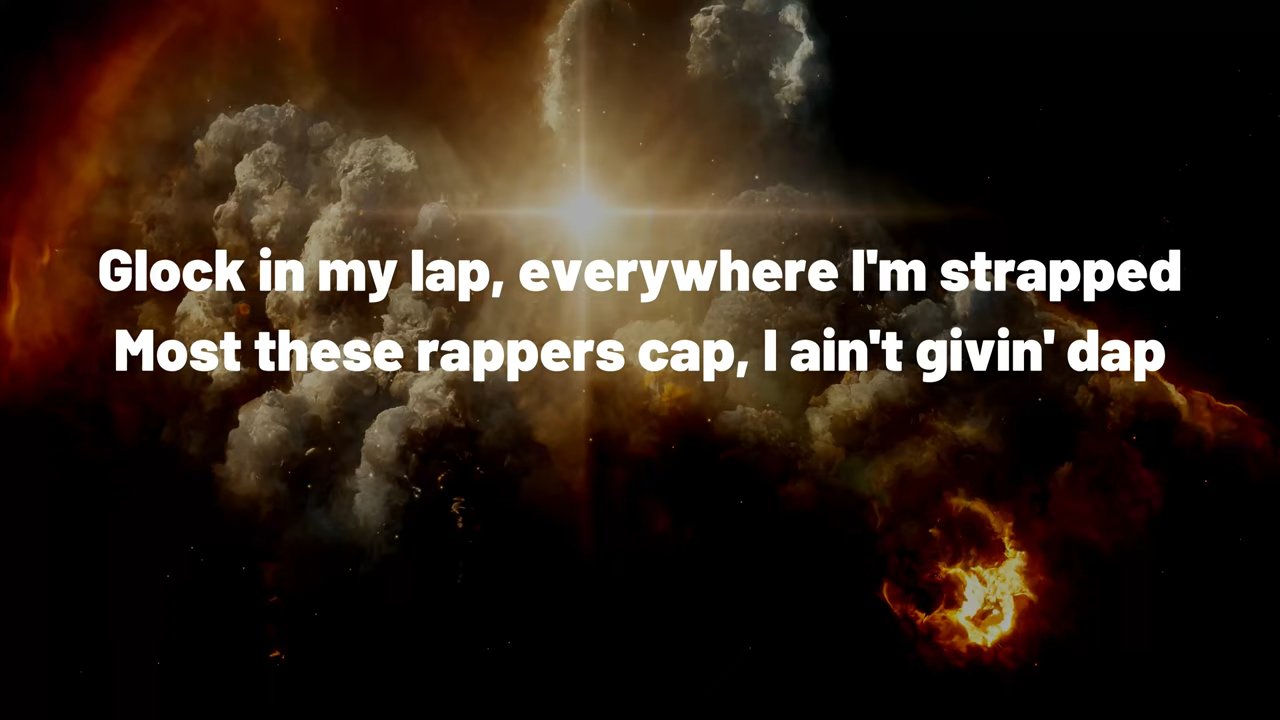 Glock in my lap, everywhere I'm strapped
Most these rappers cap, I ain't givin' dap